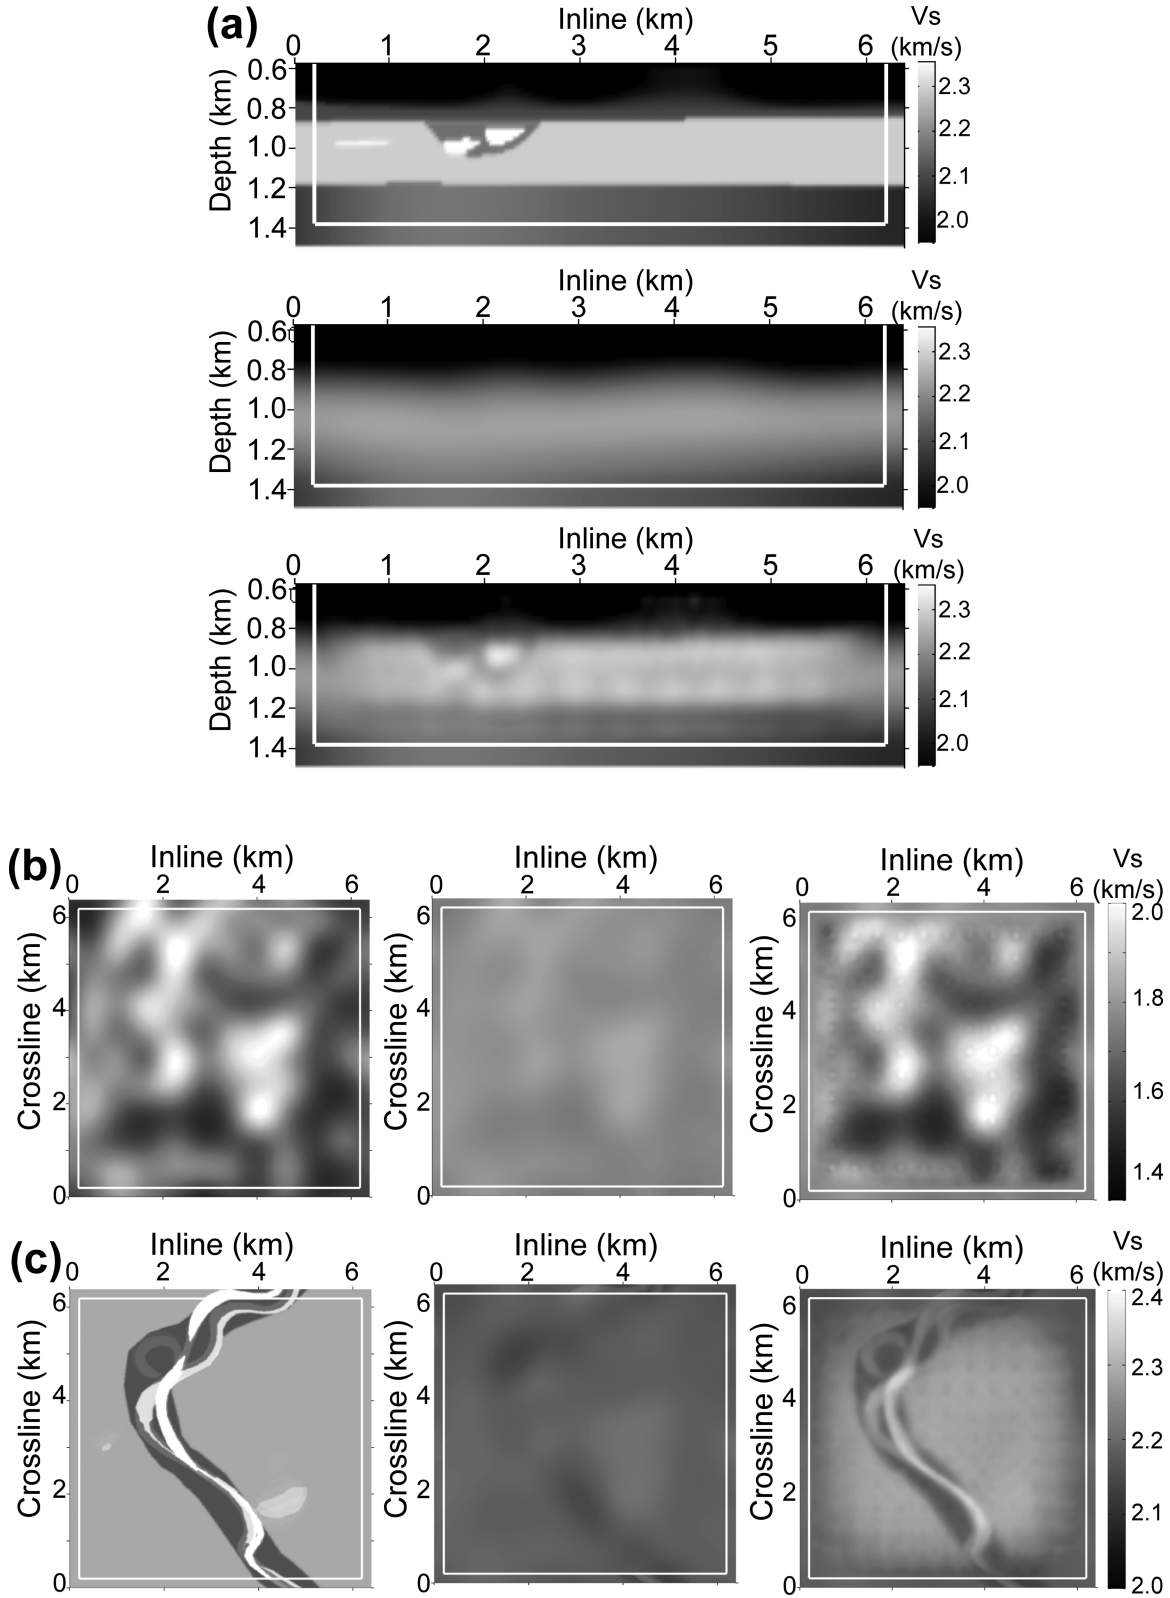 (a)
Inline (km)
Vs
(km/s)
0 1 2 3 4 5 6
Depth (km)
0.6
0.8
1.0
1.2
1.4
2.3
2.2
2.1
2.0
Inline (km)
Vs
(km/s)
0 1 2 3 4 5 6
Depth (km)
0.6
0.8
1.0
1.2
1.4
2.3
2.2
2.1
2.0
Inline (km)
Vs
(km/s)
0 1 2 3 4 5 6
Depth (km)
0.6
0.8
1.0
1.2
1.4
2.3
2.2
2.1
2.0
(b)
Inline (km)
0 2 4 6
Crossline (km)
6
4
2
0
Inline (km)
0 2 4 6
Crossline (km)
6
4
2
0
Inline (km)
0 2 4 6
Crossline (km)
6
4
2
0
Vs
(km/s)
2.0
1.8
1.6
1.4
(c)
Inline (km)
0 2 4 6
Crossline (km)
6
4
2
0
Inline (km)
0 2 4 6
Crossline (km)
6
4
2
0
Inline (km)
0 2 4 6
Crossline (km)
6
4
2
0
Vs
(km/s)
2.4
2.3
2.2
2.1
2.0